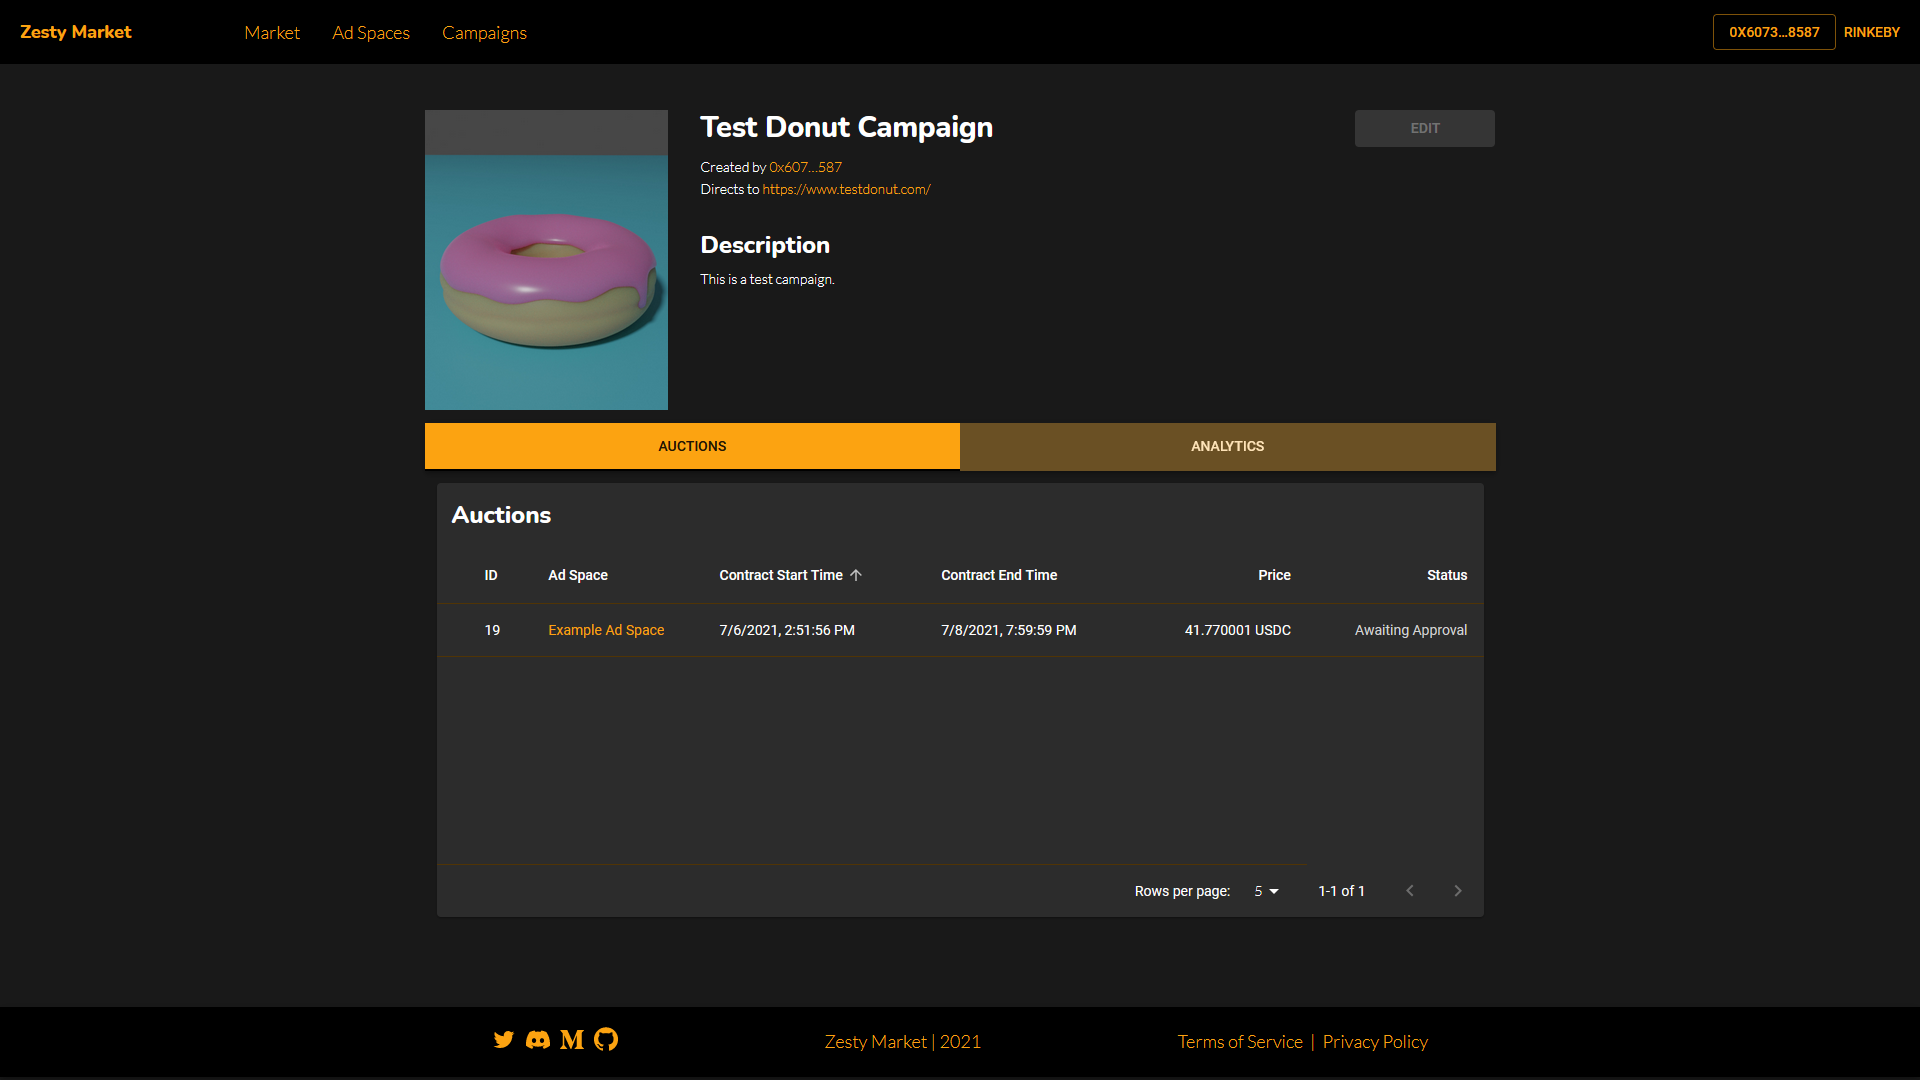 Zesty Market
Market
Ad Spaces
Campaigns
0X6073...8587
RINKEBY
Test Donut Campaign
EDIT
Created by 0x607...587
Directs to https://www.testdonut.com/
Description
This is a test campaign.
AUCTIONS
ANALYTICS
Auctions
ID Ad Space Contract Start Time Contract End Time Price Status
19 Example Ad Space 7/6/2021, 2:51:56 PM 7/8/2021, 7:59:59 PM 41.770001 USDC Awaiting Approval
Rows per page: 5 1-1 of 1
Zesty Market | 2021
Terms of Service | Privacy Policy